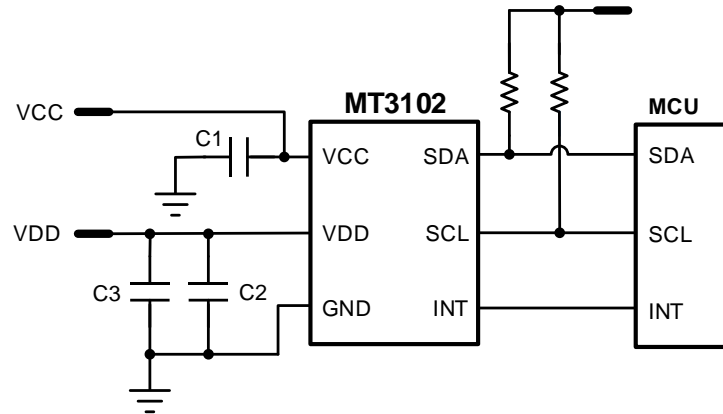 MT3102
MCU
VCC
C1
VCC
SDA
SDA
VDD
VDD
SCL
SCL
C3
C2
GND
INT
INT